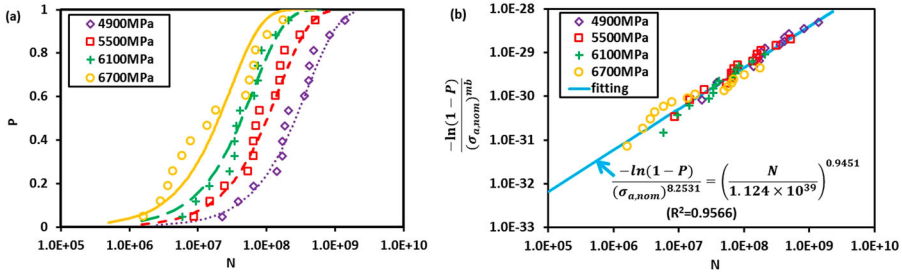 (a)
P
1
0.8
0.6
0.4
0.2
0
4900MPa
5500MPa
6100MPa
6700MPa
1.0E+05 1.0E+06 1.0E+07 1.0E+08 1.0E+09 1.0E+10
N
(b)
−ln(1 − P)
(σa,nom)^mb
1.0E-28
1.0E-29
1.0E-30
1.0E-31
1.0E-32
1.0E-33
4900MPa
5500MPa
6100MPa
6700MPa
fitting
−ln(1 − P) / (σa,nom)^8.2531 = (N / 1.124 × 10^39)^0.9451
(R²=0.9566)
1.0E+05 1.0E+06 1.0E+07 1.0E+08 1.0E+09 1.0E+10
N